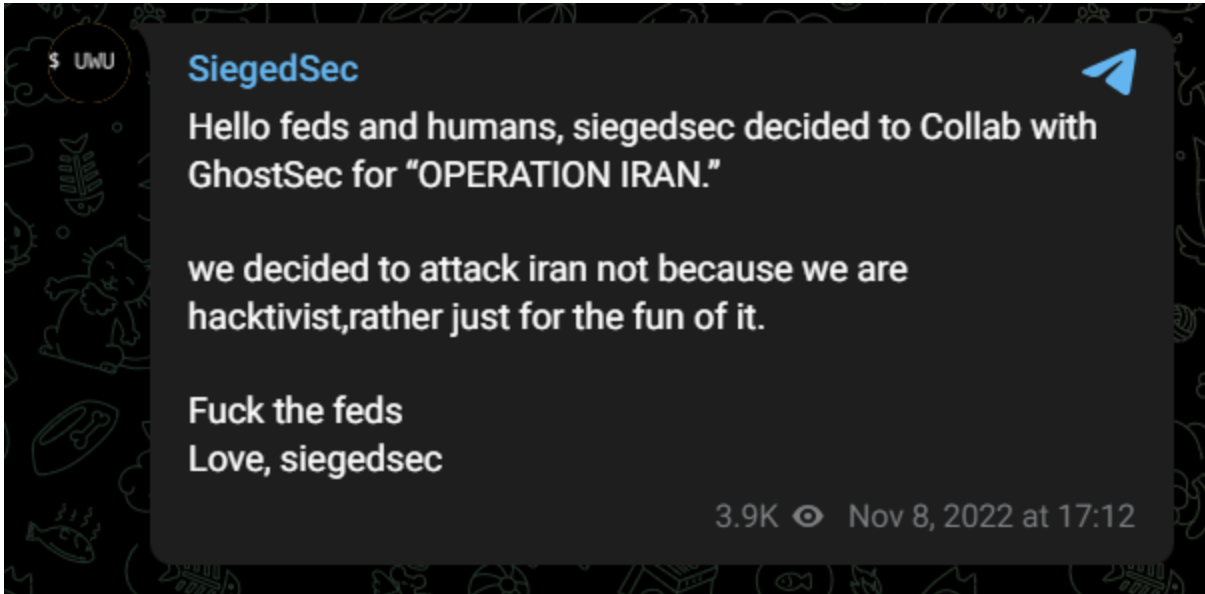 $ UWU
SiegedSec
Hello feds and humans, siegedsec decided to Collab with
GhostSec for “OPERATION IRAN.”
we decided to attack iran not because we are
hacktivist,rather just for the fun of it.
Fuck the feds
Love, siegedsec
3.9K Nov 8, 2022 at 17:12